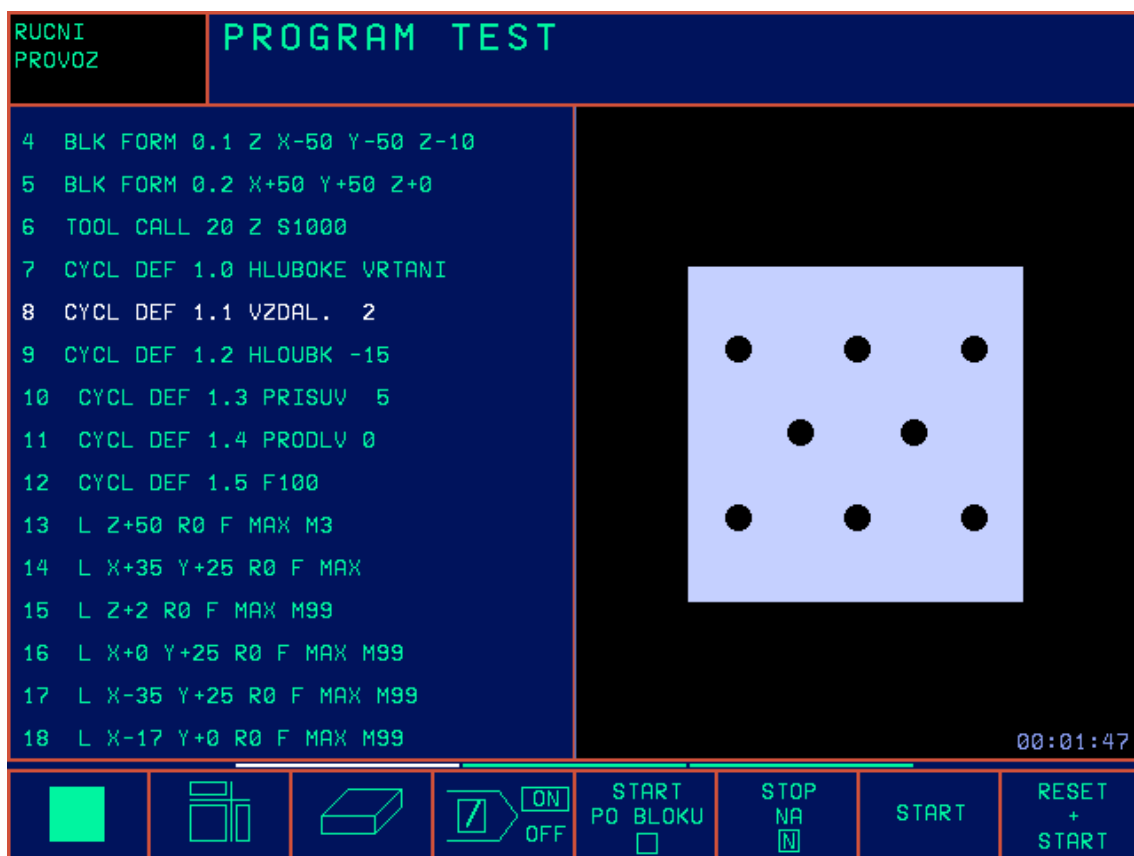 RUCNI
PROVOZ
PROGRAM TEST
4 BLK FORM 0.1 Z X-50 Y-50 Z-10
5 BLK FORM 0.2 X+50 Y+50 Z+0
6 TOOL CALL 20 Z S1000
7 CYCL DEF 1.0 HLUBOKE VRTANI
8 CYCL DEF 1.1 VZDAL. 2
9 CYCL DEF 1.2 HLOUBK -15
10 CYCL DEF 1.3 PRISUV 5
11 CYCL DEF 1.4 PRODLV 0
12 CYCL DEF 1.5 F100
13 L Z+50 R0 F MAX M3
14 L X+35 Y+25 R0 F MAX
15 L Z+2 R0 F MAX M99
16 L X+0 Y+25 R0 F MAX M99
17 L X-35 Y+25 R0 F MAX M99
18 L X-17 Y+0 R0 F MAX M99
00:01:47
ON
OFF
START
PO BLOKU
STOP
NA
N
START
RESET
+
START